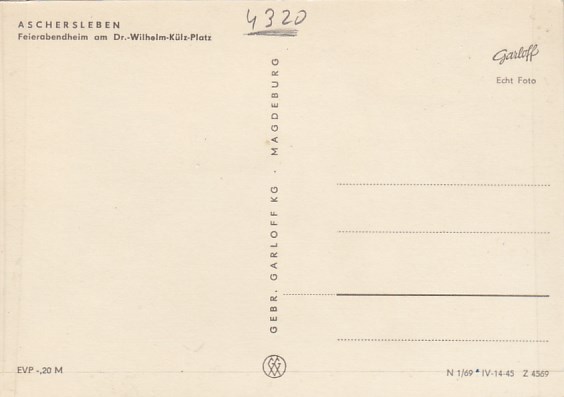 4320
ASCHERSLEBEN
Feierabendheim am Dr.-Wilhelm-Külz-Platz
Garloff
Echt Foto
GEBR. GARLOFF KG · MAGDEBURG
EVP -,20 M
N 1/69 * IV-14-45 Z 4569